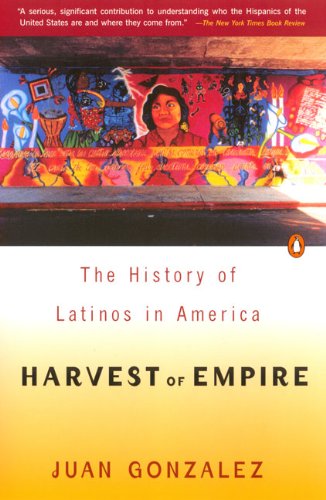 "A serious, significant contribution to understanding who the Hispanics of the
United States are and where they come from." —The New York Times Book Review
The History of
Latinos in America
HARVEST OF EMPIRE
JUAN GONZALEZ